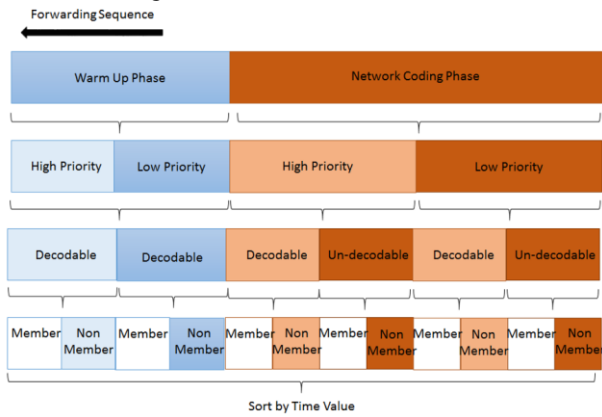 Forwarding Sequence
Warm Up Phase Network Coding Phase
High Priority Low Priority High Priority Low Priority
Decodable Decodable Decodable Un-decodable Decodable Un-decodable
Member Non Member Member Non Member Member Non Member Member Non Member Member Non Member Member Non Member
Sort by Time Value